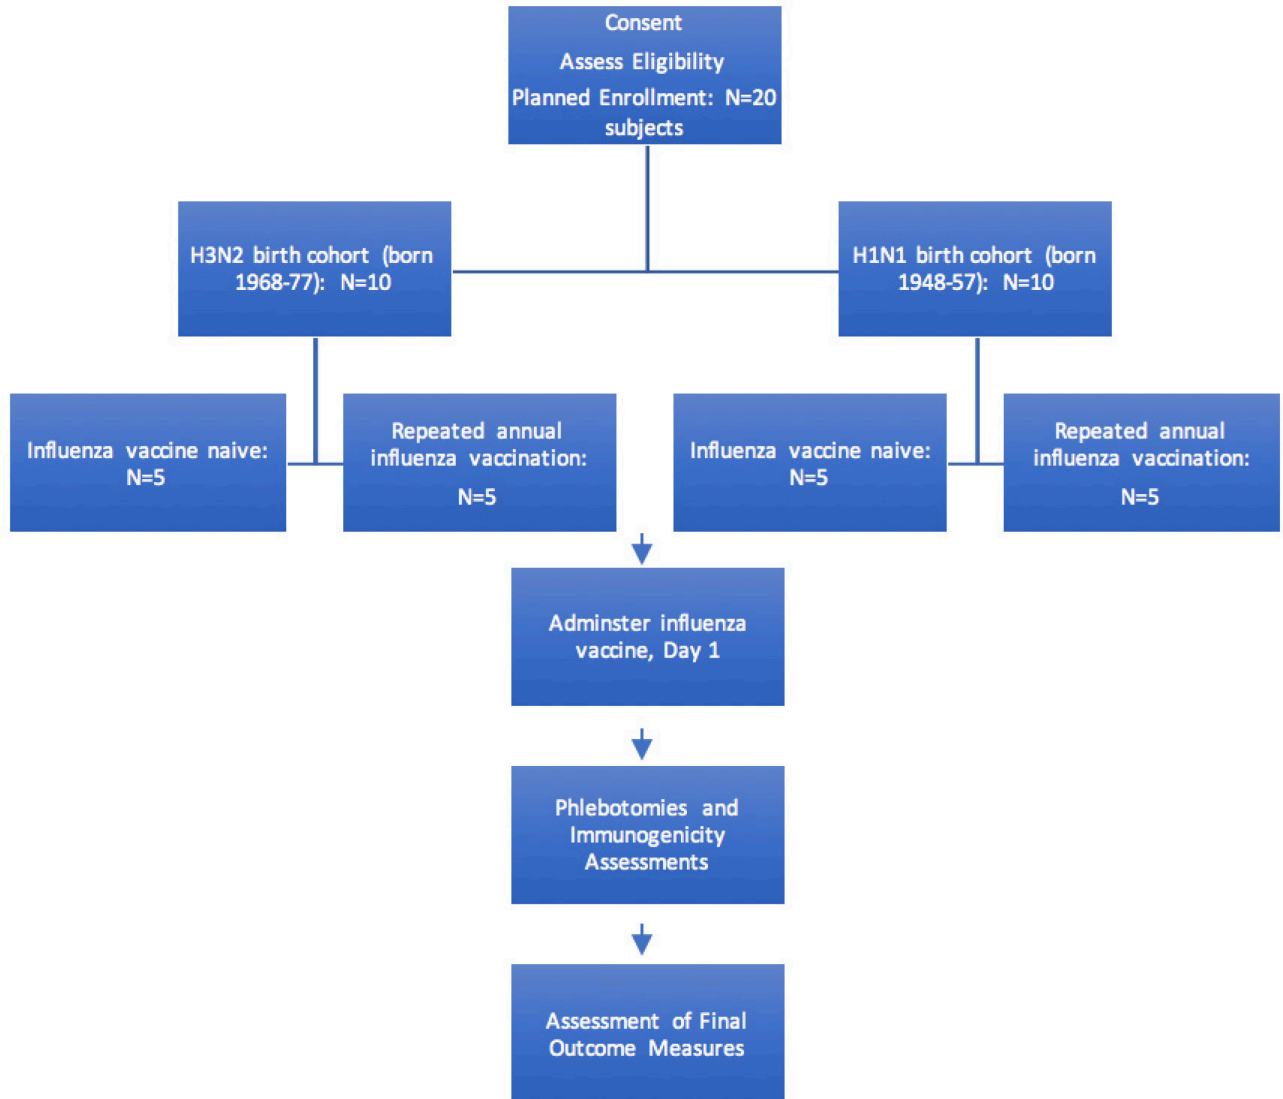 Consent
Assess Eligibility
Planned Enrollment: N=20
subjects
H3N2 birth cohort (born
1968-77): N=10
H1N1 birth cohort (born
1948-57): N=10
Influenza vaccine naive:
N=5
Repeated annual
influenza vaccination:
N=5
Influenza vaccine naive:
N=5
Repeated annual
influenza vaccination:
N=5
Adminster influenza
vaccine, Day 1
Phlebotomies and
Immunogenicity
Assessments
Assessment of Final
Outcome Measures